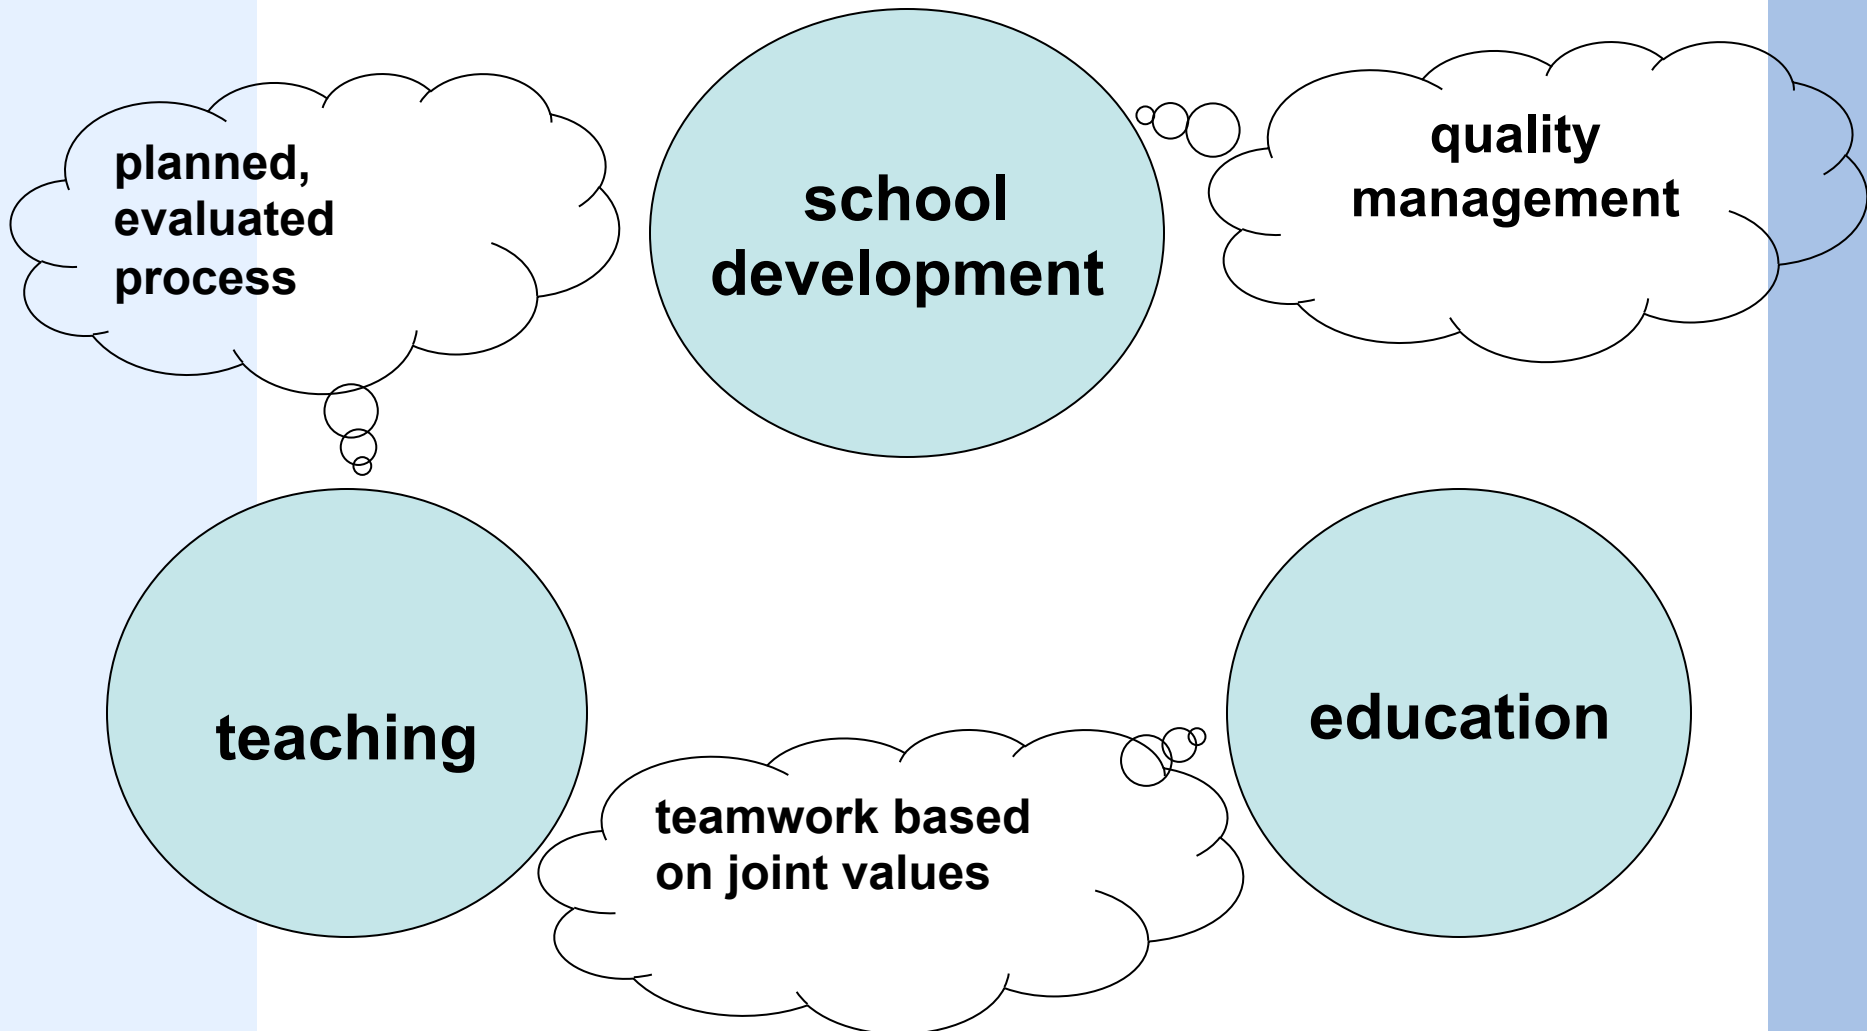 planned,
evaluated
process
school
development
quality
management
teaching
teamwork based
on joint values
education